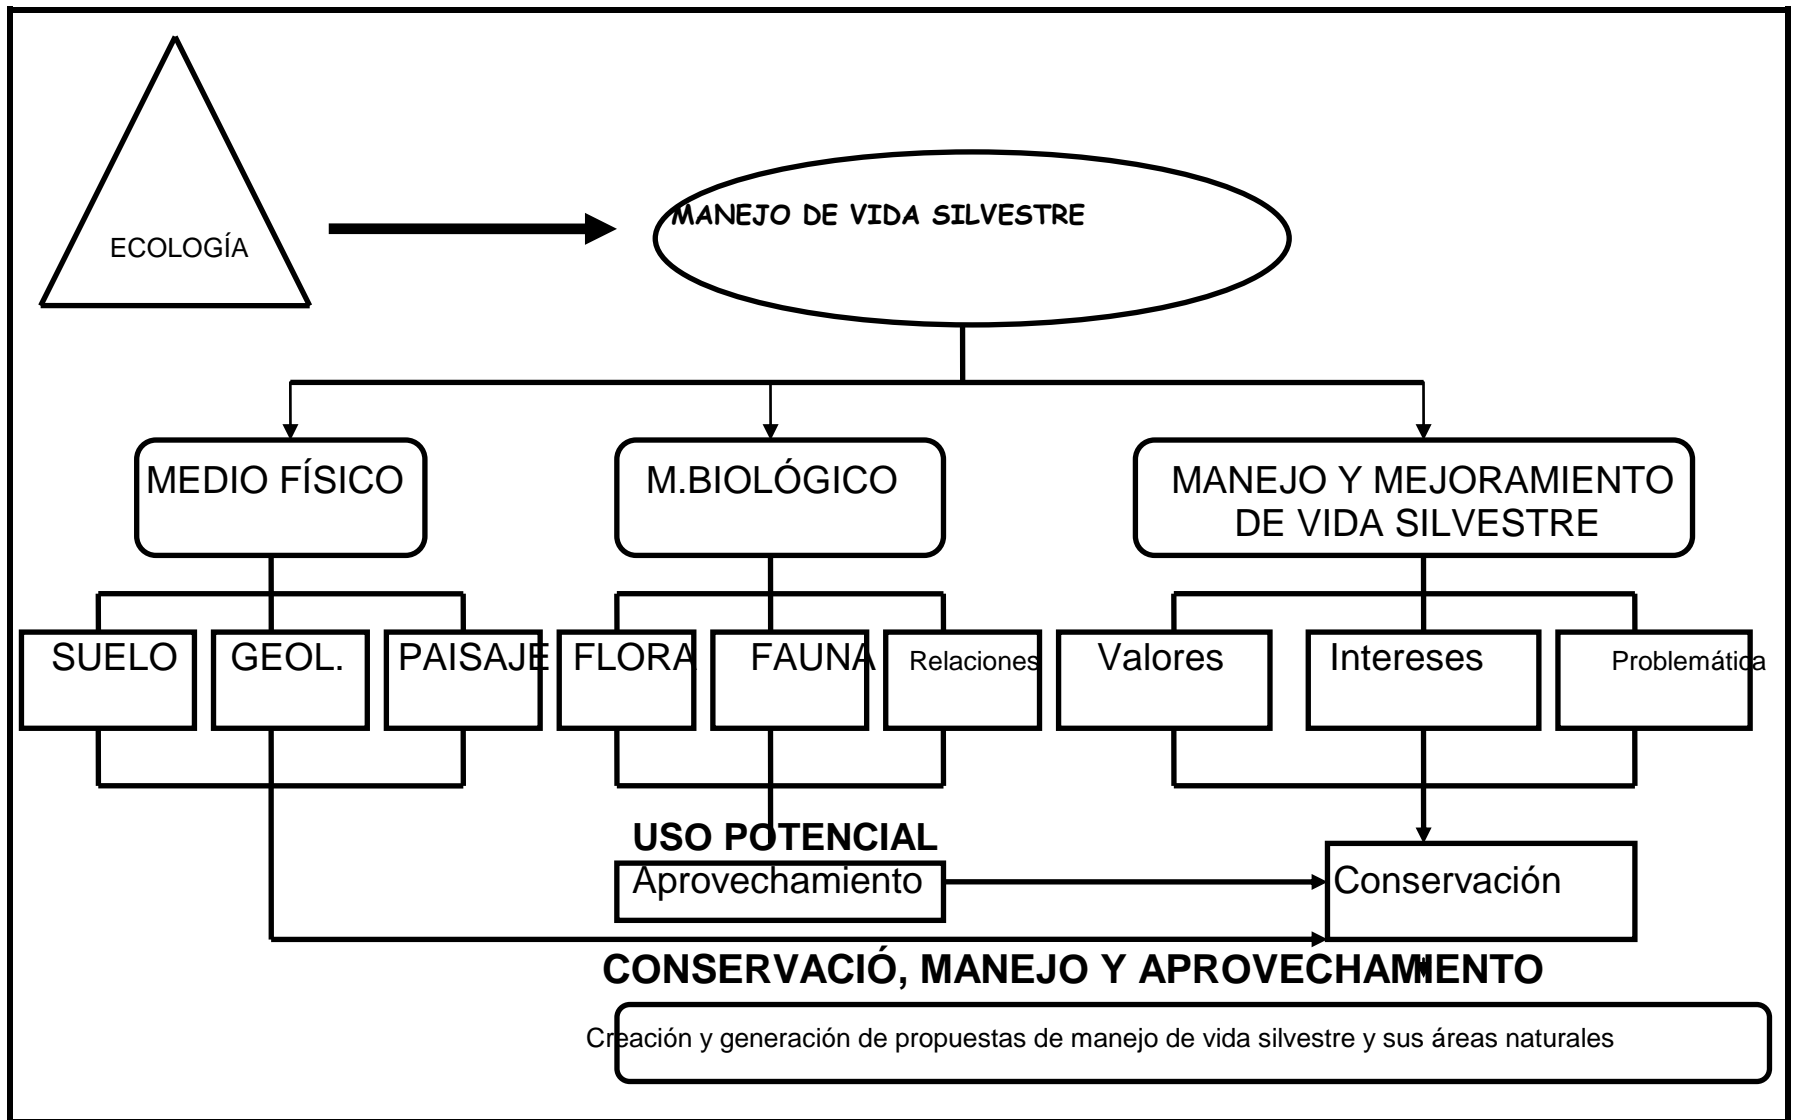 MANEJO DE VIDA SILVESTRE
ECOLOGÍA
MEDIO FÍSICO
M.BIOLÓGICO
MANEJO Y MEJORAMIENTO
DE VIDA SILVESTRE
SUELO
GEOL.
PAISAJE
FLORA
FAUNA
Relaciones
Valores
Intereses
Problemática
USO POTENCIAL
Aprovechamiento
Conservación
CONSERVACIÓ, MANEJO Y APROVECHAMIENTO
Creación y generación de propuestas de manejo de vida silvestre y sus áreas naturales